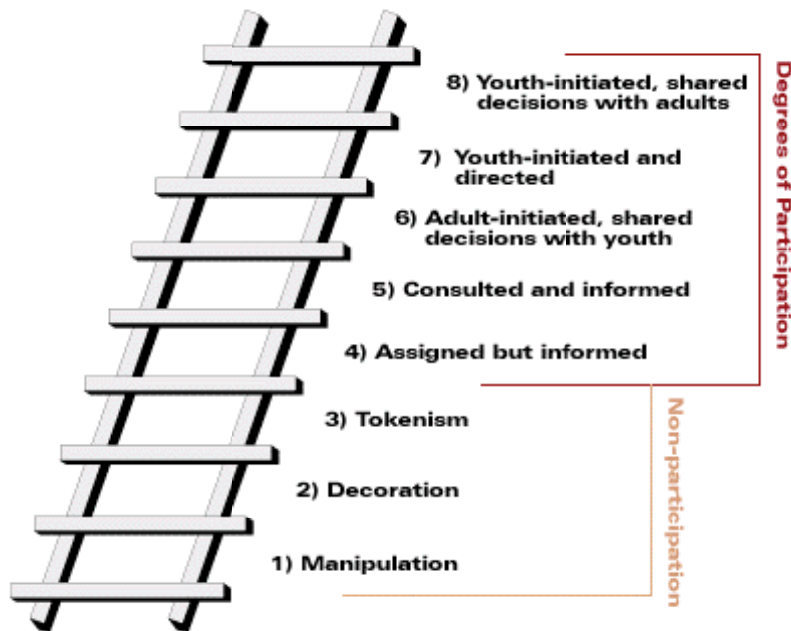 8) Youth-initiated, shared
decisions with adults
7) Youth-initiated and
directed
6) Adult-initiated, shared
decisions with youth
5) Consulted and informed
4) Assigned but informed
3) Tokenism
2) Decoration
1) Manipulation
Degrees of Participation
Non-participation